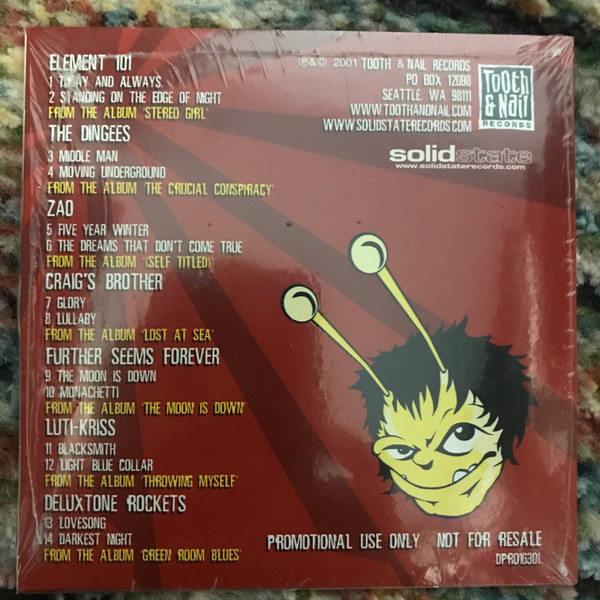 ELEMENT 101
1 TODAY AND ALWAYS.
2 STANDING ON THE EDGE OF NIGHT
FROM THE ALBUM 'STEREO GIRL'
THE DINGEES
3 MIDDLE MAN
4 MOVING UNDERGROUND
FROM THE ALBUM 'THE CRUCIAL CONSPIRACY'
ZAO
5 FIVE YEAR WINTER
6 THE DREAMS THAT DON'T COME TRUE
FROM THE ALBUM '(SELF TITLED)'
CRAIG'S BROTHER
7 GLORY
8 LULLABY
FROM THE ALBUM 'LOST AT SEA'
FURTHER SEEMS FOREVER
9 THE MOON IS DOWN
10 MONACHETTI
FROM THE ALBUM 'THE MOON IS DOWN'
LUTI-KRISS
11 BLACKSMITH
12 LIGHT BLUE COLLAR
FROM THE ALBUM 'THROWING MYSELF'
DELUXTONE ROCKETS
13 LOVESONG
14 DARKEST NIGHT
FROM THE ALBUM 'GREEN ROOM BLUES'
℗&© 2001 TOOTH & NAIL RECORDS
PO BOX 12698
SEATTLE, WA 98111
WWW.TOOTHANDNAIL.COM
WWW.SOLIDSTATERECORDS.COM
TOOTH
& NAIL
RECORDS
solidstate
www.solidstaterecords.com
PROMOTIONAL USE ONLY. NOT FOR RESALE
DPRO16301